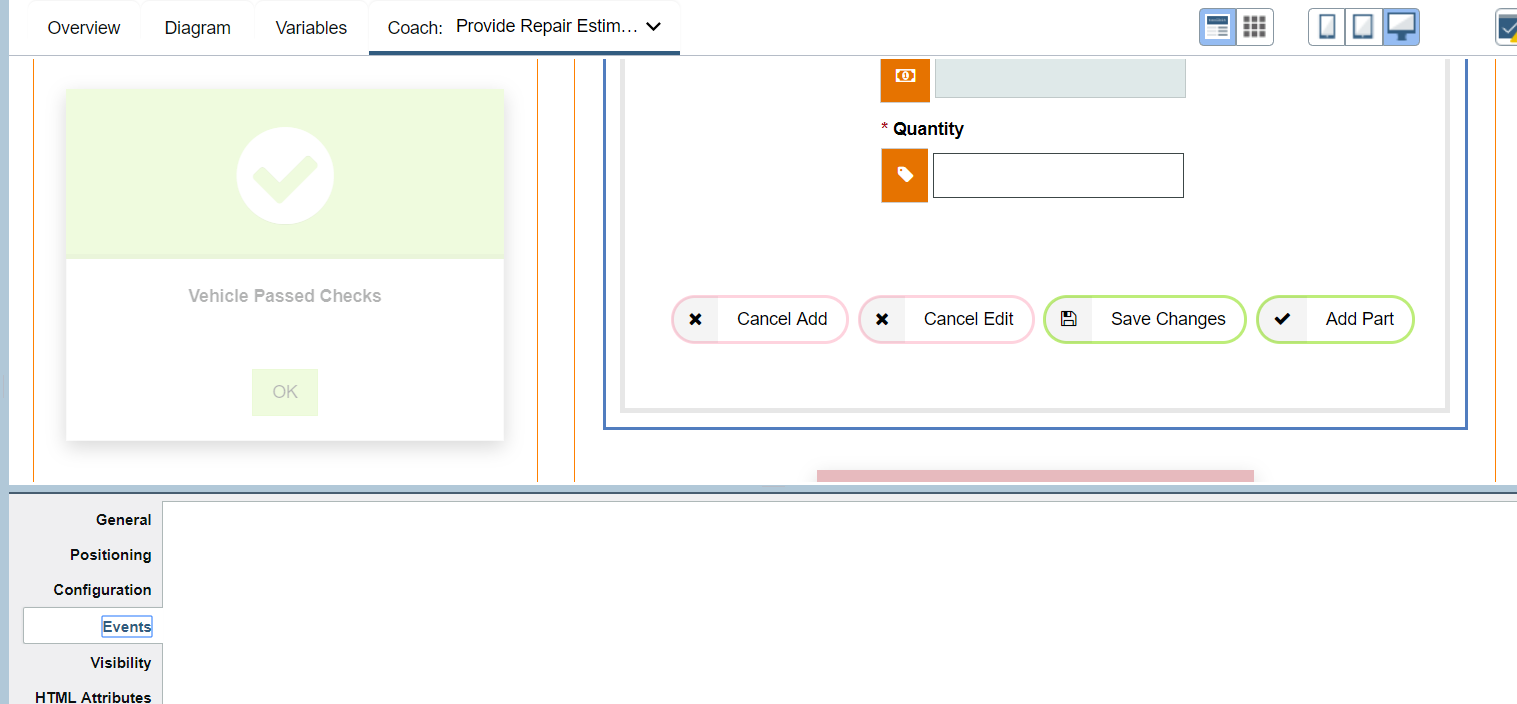 Overview Diagram Variables Coach: Provide Repair Estim...
* Quantity
Vehicle Passed Checks
OK
Cancel Add Cancel Edit Save Changes Add Part
General
Positioning
Configuration
Events
Visibility
HTML Attributes